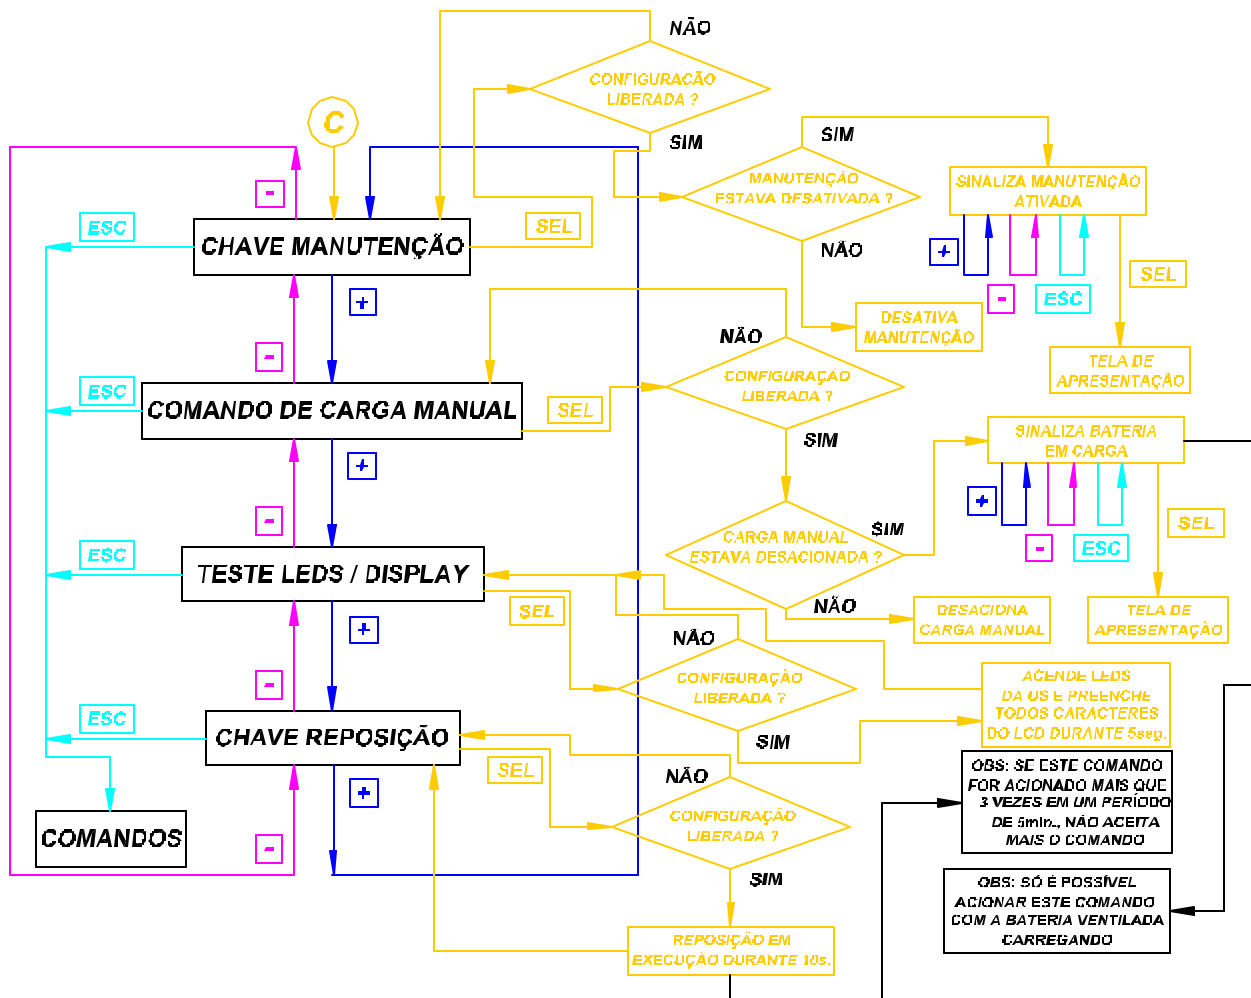 NÃO
CONFIGURAÇÃO
LIBERADA ?
SIM
C
-
ESC
SEL
CHAVE MANUTENÇÃO
+
SIM
MANUTENÇÃO
ESTAVA DESATIVADA ?
NÃO
SINALIZA MANUTENÇÃO
ATIVADA
+
-
ESC
SEL
DESATIVA
MANUTENÇÃO
TELA DE
APRESENTAÇÃO
-
ESC
COMANDO DE CARGA MANUAL
SEL
+
NÃO
CONFIGURAÇÃO
LIBERADA ?
SIM
CARGA MANUAL
ESTAVA DESACIONADA ?
SIM
NÃO
SINALIZA BATERIA
EM CARGA
+
-
ESC
SEL
DESACIONA
CARGA MANUAL
TELA DE
APRESENTAÇÃO
-
ESC
TESTE LEDS / DISPLAY
SEL
+
NÃO
CONFIGURAÇÃO
LIBERADA ?
SIM
ACENDE LEDS
DA US E PREENCHE
TODOS CARACTERES
DO LCD DURANTE 5seg.
-
ESC
CHAVE REPOSIÇÃO
SEL
+
-
NÃO
CONFIGURAÇÃO
LIBERADA ?
SIM
REPOSIÇÃO EM
EXECUÇÃO DURANTE 10s.
COMANDOS
OBS: SE ESTE COMANDO
FOR ACIONADO MAIS QUE
3 VEZES EM UM PERÍODO
DE 5min., NÃO ACEITA
MAIS O COMANDO
OBS: SÓ É POSSÍVEL
ACIONAR ESTE COMANDO
COM A BATERIA VENTILADA
CARREGANDO